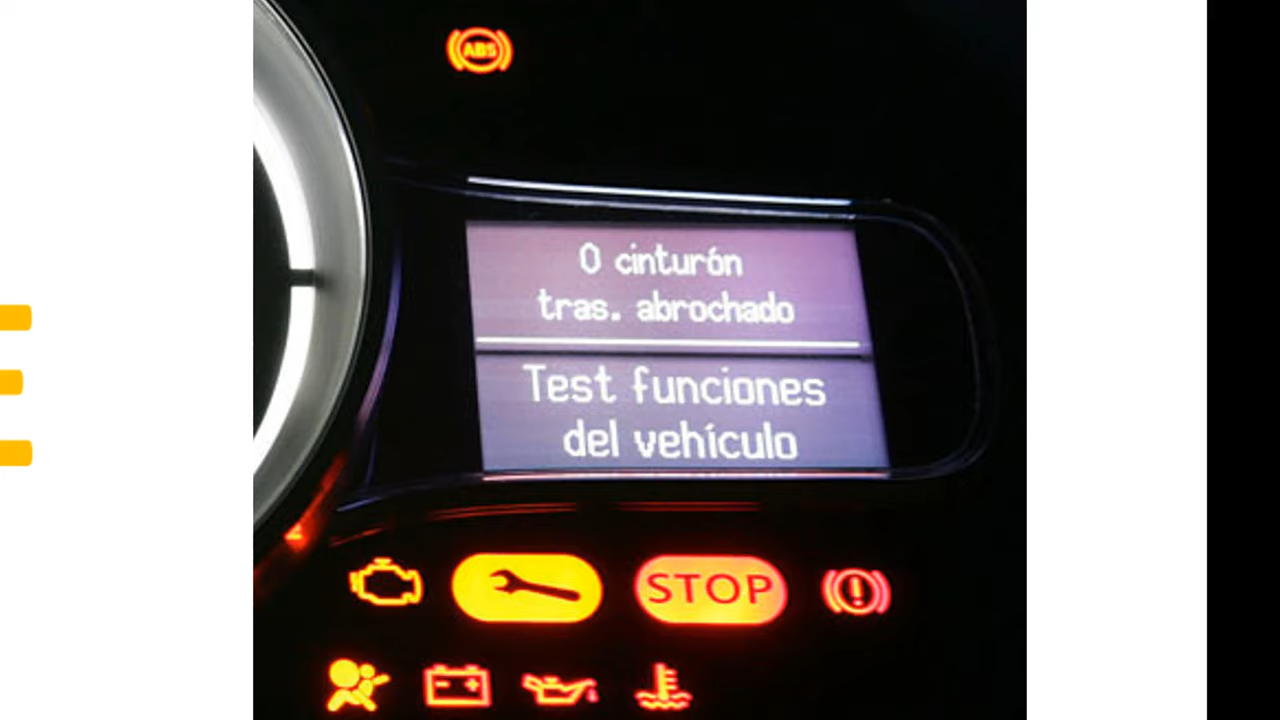 ABS
0 cinturón
tras. abrochado
Test funciones
del vehículo
STOP